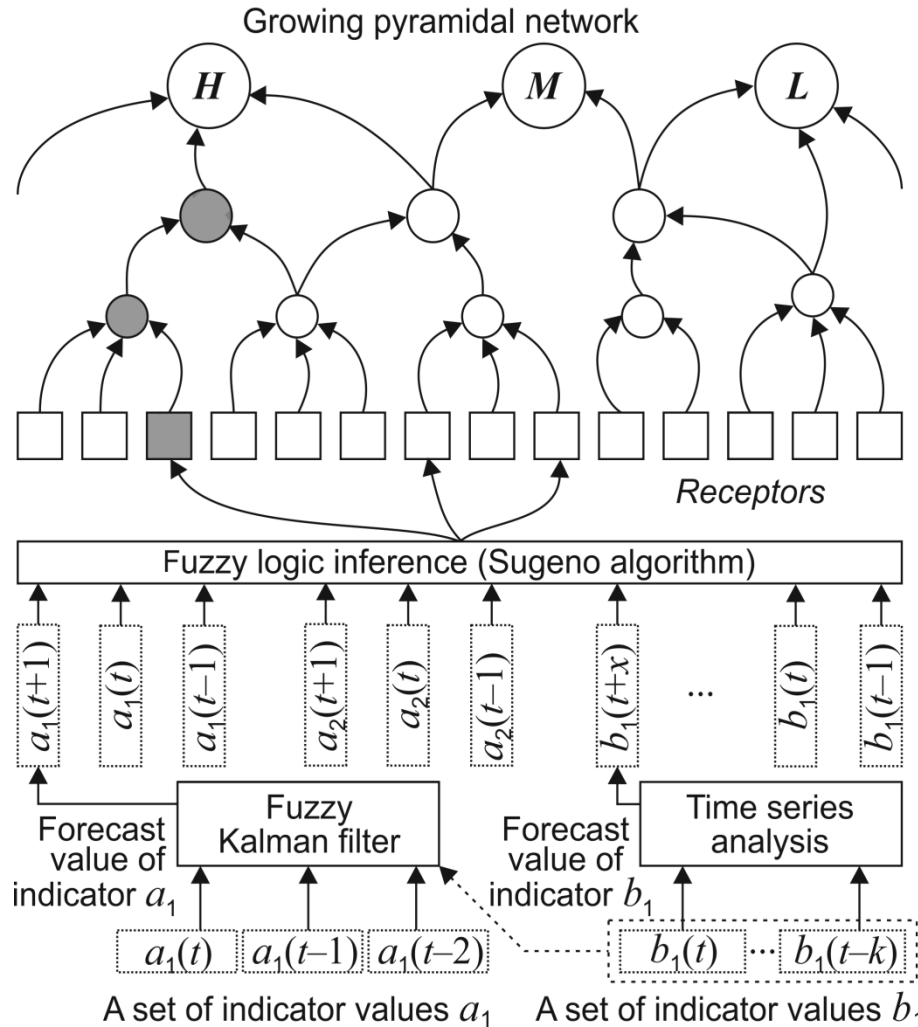 Growing pyramidal network
H M L
Receptors
Fuzzy logic inference (Sugeno algorithm)
a₁(t+1) a₁(t) a₁(t–1) a₂(t+1) a₂(t) a₂(t–1) b₁(t+x) ... b₁(t) b₁(t–1)
Fuzzy
Kalman filter
Time series
analysis
Forecast
value of
indicator a₁
Forecast
value of
indicator b₁
a₁(t) a₁(t–1) a₁(t–2) b₁(t) ... b₁(t–k)
A set of indicator values a₁ A set of indicator values b₁